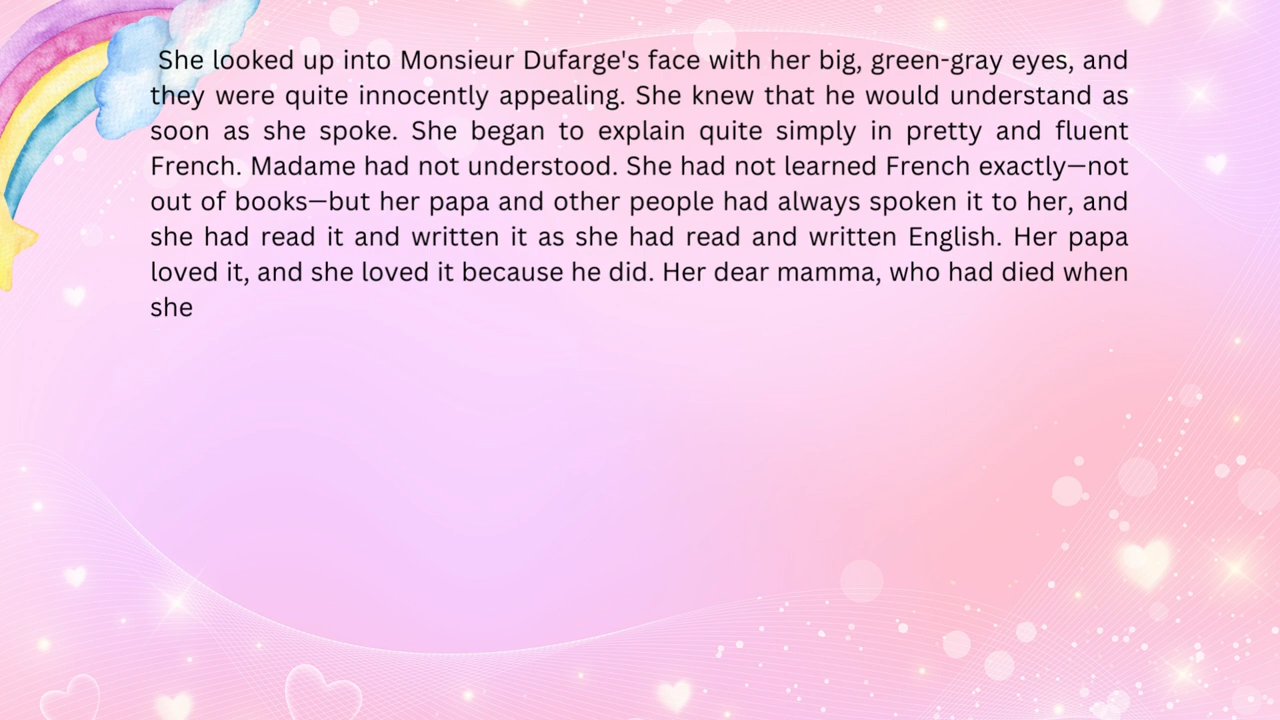 She looked up into Monsieur Dufarge's face with her big, green-gray eyes, and
they were quite innocently appealing. She knew that he would understand as
soon as she spoke. She began to explain quite simply in pretty and fluent
French. Madame had not understood. She had not learned French exactly—not
out of books—but her papa and other people had always spoken it to her, and
she had read it and written it as she had read and written English. Her papa
loved it, and she loved it because he did. Her dear mamma, who had died when
she